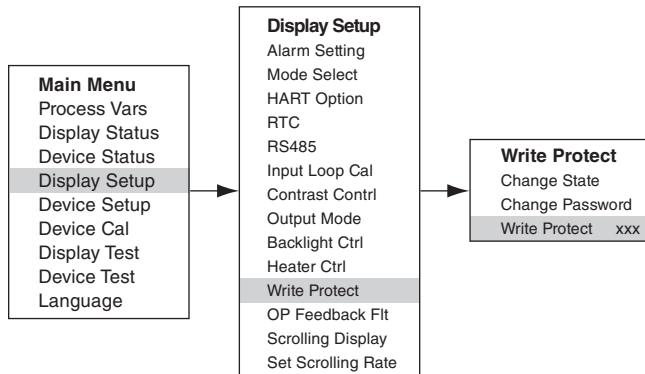 Main Menu
Process Vars
Display Status
Device Status
Display Setup
Device Setup
Device Cal
Display Test
Device Test
Language
Display Setup
Alarm Setting
Mode Select
HART Option
RTC
RS485
Input Loop Cal
Contrast Contrl
Output Mode
Backlight Ctrl
Heater Ctrl
Write Protect
OP Feedback Flt
Scrolling Display
Set Scrolling Rate
Write Protect
Change State
Change Password
Write Protect xxx